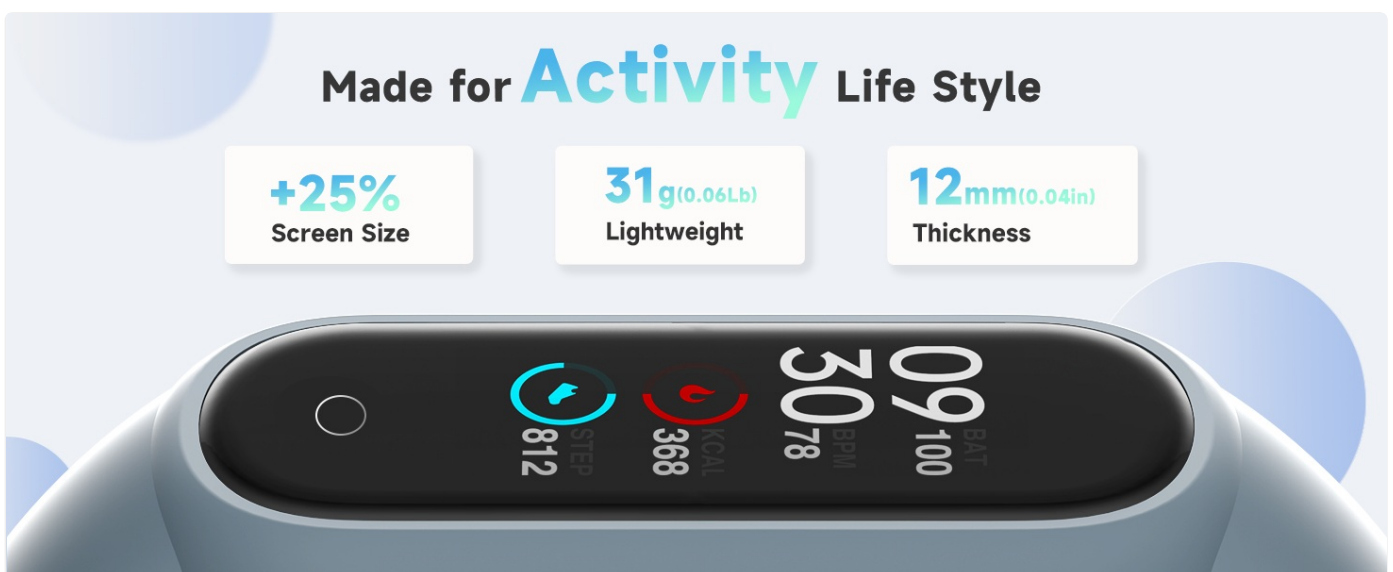 Made for Activity Life Style
+25%
Screen Size
31g(0.06Lb)
Lightweight
12mm(0.04in)
Thickness
09
30
BAT
100
BPM
78
KCAL
368
STEP
812